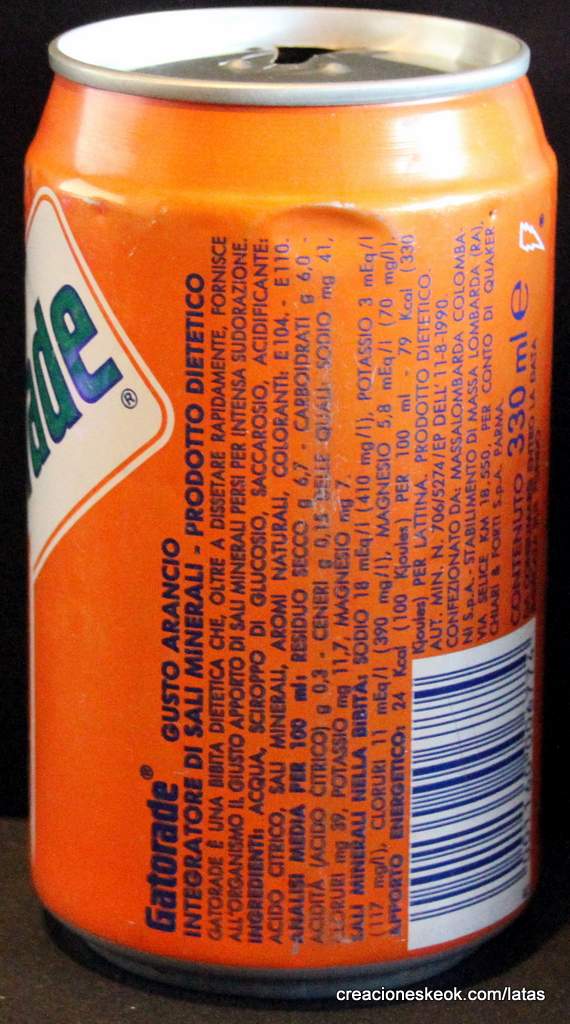 ade®
Gatorade® GUSTO ARANCIO
INTEGRATORE DI SALI MINERALI - PRODOTTO DIETETICO
GATORADE È UNA BIBITA DIETETICA CHE, OLTRE A DISSETARE RAPIDAMENTE, FORNISCE
ALL'ORGANISMO IL GIUSTO APPORTO DI SALI MINERALI PERSI PER INTENSA SUDORAZIONE.
INGREDIENTI: ACQUA, SCIROPPO DI GLUCOSIO, SACCAROSIO, ACIDIFICANTE:
ACIDO CITRICO, SALI MINERALI, AROMI NATURALI, COLORANTI: E 104, - E 110.
ANALISI MEDIA PER 100 ml: RESIDUO SECCO g 6,7 - CARBOIDRATI g 6,0 -
ACIDITÀ (ACIDO CITRICO) g 0,3 - CENERI g 0,15 DELLE QUALI: SODIO mg 41,
CLORURI mg 39, POTASSIO mg 11,7, MAGNESIO mg 7.
SALI MINERALI NELLA BIBITA: SODIO 18 mEq/l (410 mg/l), POTASSIO 3 mEq/l
(117 mg/l), CLORURI 11 mEq/l (390 mg/l), MAGNESIO 5,8 mEq/l (70 mg/l).
APPORTO ENERGETICO: 24 Kcal (100 Kjoules) PER 100 ml - 79 Kcal (330
Kjoules) PER LATTINA. PRODOTTO DIETETICO.
AUT. MIN. N. 706/5274/EP DELL' 11-8-1990.
CONFEZIONATO DA: MASSALOMBARDA COLOMBA-
NI S.p.A. - STABILIMENTO DI MASSA LOMBARDA (RA),
VIA SELICE KM 18,550, PER CONTO DI QUAKER
CHIARI & FORTI S.p.A. PARMA.
CONTENUTO 330 ml e
DATA
creacioneskeok.com/latas